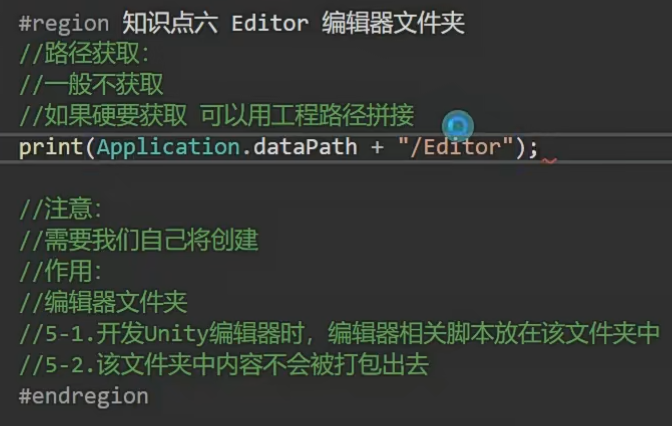 #region 知识点六 Editor 编辑器文件夹
//路径获取:
//一般不获取
//如果硬要获取 可以用工程路径拼接
print(Application.dataPath + "/Editor");
//注意:
//需要我们自己将创建
//作用:
//编辑器文件夹
//5-1.开发Unity编辑器时，编辑器相关脚本放在该文件夹中
//5-2.该文件夹中内容不会被打包出去
#endregion